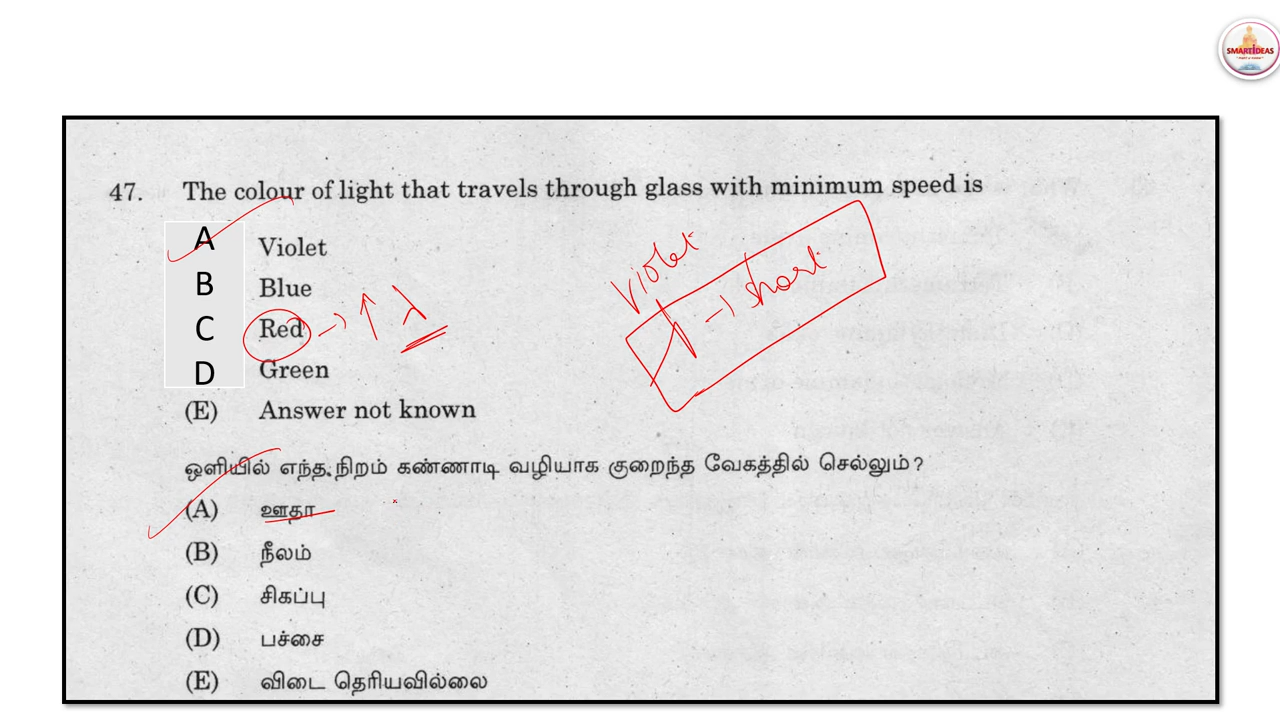 SMARTIDEAS
47. The colour of light that travels through glass with minimum speed is
A Violet
B Blue
C Red → ↑ λ
D Green
(E) Answer not known
Violet
→ short
ஒளியில் எந்த நிறம் கண்ணாடி வழியாக குறைந்த வேகத்தில் செல்லும்?
(A) ஊதா
(B) நீலம்
(C) சிகப்பு
(D) பச்சை
(E) விடை தெரியவில்லை